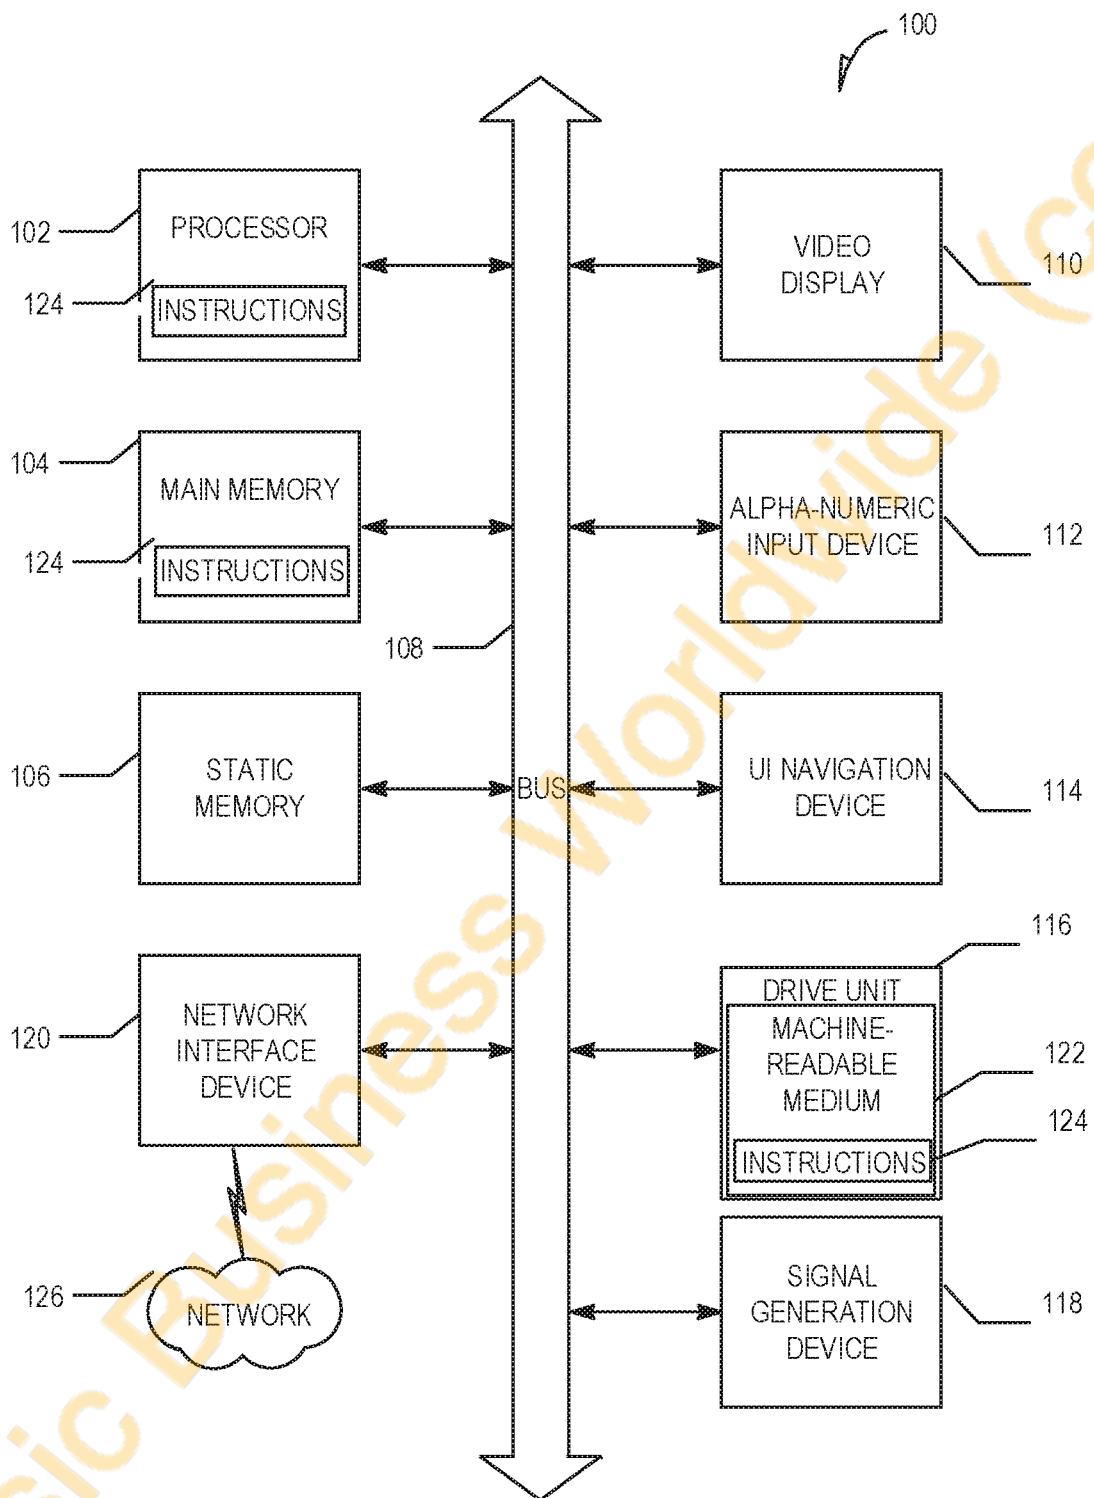 100
PROCESSOR
102
124
INSTRUCTIONS
VIDEO
DISPLAY
110
104
MAIN MEMORY
124
INSTRUCTIONS
ALPHA-NUMERIC
INPUT DEVICE
112
108
106
STATIC
MEMORY
BUS
UI NAVIGATION
DEVICE
114
120
NETWORK
INTERFACE
DEVICE
116
DRIVE UNIT
MACHINE-
READABLE
MEDIUM
122
124
INSTRUCTIONS
126
NETWORK
SIGNAL
GENERATION
DEVICE
118
Business Worldwide